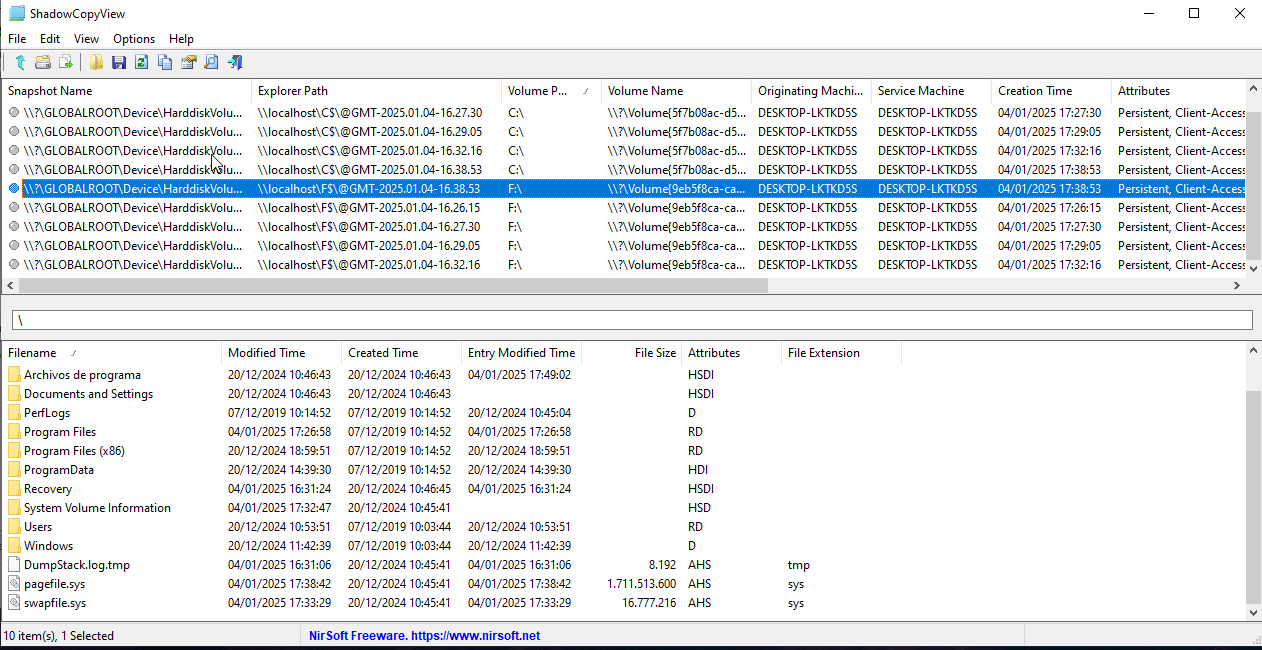 ShadowCopyView
File Edit View Options Help
Snapshot Name Explorer Path Volume P... Volume Name Originating Machi... Service Machine Creation Time Attributes
\\?\GLOBALROOT\Device\HarddiskVolu... \\localhost\C$\@GMT-2025.01.04-16.27.30 C:\ \\?\Volume{5f7b08ac-d5... DESKTOP-LKTKD5S DESKTOP-LKTKD5S 04/01/2025 17:27:30 Persistent, Client-Access
\\?\GLOBALROOT\Device\HarddiskVolu... \\localhost\C$\@GMT-2025.01.04-16.29.05 C:\ \\?\Volume{5f7b08ac-d5... DESKTOP-LKTKD5S DESKTOP-LKTKD5S 04/01/2025 17:29:05 Persistent, Client-Access
\\?\GLOBALROOT\Device\HarddiskVolu... \\localhost\C$\@GMT-2025.01.04-16.32.16 C:\ \\?\Volume{5f7b08ac-d5... DESKTOP-LKTKD5S DESKTOP-LKTKD5S 04/01/2025 17:32:16 Persistent, Client-Access
\\?\GLOBALROOT\Device\HarddiskVolu... \\localhost\C$\@GMT-2025.01.04-16.38.53 C:\ \\?\Volume{5f7b08ac-d5... DESKTOP-LKTKD5S DESKTOP-LKTKD5S 04/01/2025 17:38:53 Persistent, Client-Access
\\?\GLOBALROOT\Device\HarddiskVolu... \\localhost\F$\@GMT-2025.01.04-16.38.53 F:\ \\?\Volume{9eb5f8ca-ca... DESKTOP-LKTKD5S DESKTOP-LKTKD5S 04/01/2025 17:38:53 Persistent, Client-Access
\\?\GLOBALROOT\Device\HarddiskVolu... \\localhost\F$\@GMT-2025.01.04-16.26.15 F:\ \\?\Volume{9eb5f8ca-ca... DESKTOP-LKTKD5S DESKTOP-LKTKD5S 04/01/2025 17:26:15 Persistent, Client-Access
\\?\GLOBALROOT\Device\HarddiskVolu... \\localhost\F$\@GMT-2025.01.04-16.27.30 F:\ \\?\Volume{9eb5f8ca-ca... DESKTOP-LKTKD5S DESKTOP-LKTKD5S 04/01/2025 17:27:30 Persistent, Client-Access
\\?\GLOBALROOT\Device\HarddiskVolu... \\localhost\F$\@GMT-2025.01.04-16.29.05 F:\ \\?\Volume{9eb5f8ca-ca... DESKTOP-LKTKD5S DESKTOP-LKTKD5S 04/01/2025 17:29:05 Persistent, Client-Access
\\?\GLOBALROOT\Device\HarddiskVolu... \\localhost\F$\@GMT-2025.01.04-16.32.16 F:\ \\?\Volume{9eb5f8ca-ca... DESKTOP-LKTKD5S DESKTOP-LKTKD5S 04/01/2025 17:32:16 Persistent, Client-Access
\
Filename Modified Time Created Time Entry Modified Time File Size Attributes File Extension
Archivos de programa 20/12/2024 10:46:43 20/12/2024 10:46:43 04/01/2025 17:49:02 HSDI
Documents and Settings 20/12/2024 10:46:43 20/12/2024 10:46:43 HSDI
PerfLogs 07/12/2019 10:14:52 07/12/2019 10:14:52 20/12/2024 10:45:04 D
Program Files 04/01/2025 17:26:58 07/12/2019 10:14:52 04/01/2025 17:26:58 RD
Program Files (x86) 20/12/2024 18:59:51 07/12/2019 10:14:52 20/12/2024 18:59:51 RD
ProgramData 20/12/2024 14:39:30 07/12/2019 10:14:52 20/12/2024 14:39:30 HDI
Recovery 04/01/2025 16:31:24 20/12/2024 10:46:45 04/01/2025 16:31:24 HSDI
System Volume Information 04/01/2025 17:32:47 20/12/2024 10:45:41 HSD
Users 20/12/2024 10:53:51 07/12/2019 10:03:44 20/12/2024 10:53:51 RD
Windows 20/12/2024 11:42:39 07/12/2019 10:03:44 20/12/2024 11:42:39 D
DumpStack.log.tmp 04/01/2025 16:31:06 20/12/2024 10:45:41 04/01/2025 16:31:06 8.192 AHS tmp
pagefile.sys 04/01/2025 17:38:42 20/12/2024 10:45:41 04/01/2025 17:38:42 1.711.513.600 AHS sys
swapfile.sys 04/01/2025 17:33:29 20/12/2024 10:45:41 04/01/2025 17:33:29 16.777.216 AHS sys
10 item(s), 1 Selected NirSoft Freeware. https://www.nirsoft.net